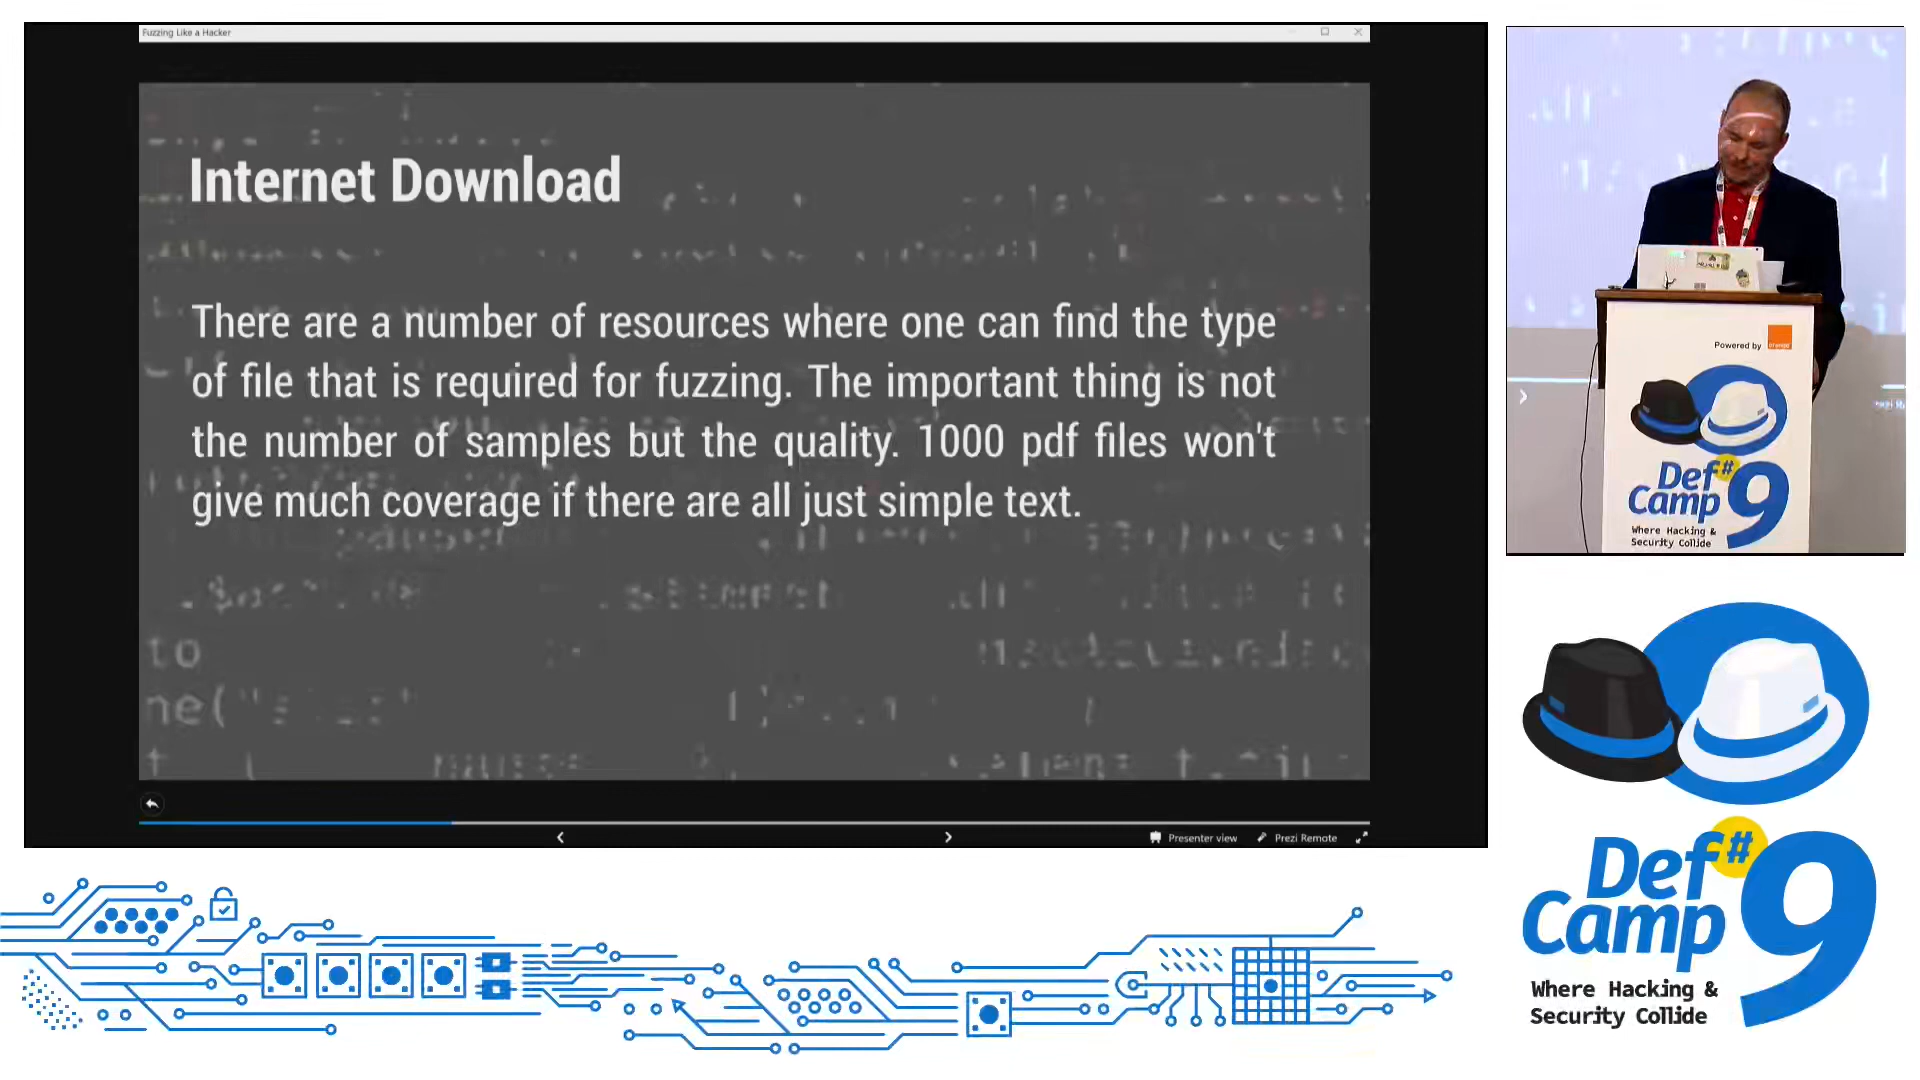 Fuzzing Like a Hacker
Internet Download
There are a number of resources where one can find the type
of file that is required for fuzzing. The important thing is not
the number of samples but the quality. 1000 pdf files won't
give much coverage if there are all just simple text.
to
ne("
Presenter view
Prezi Remote
Powered by
orange
Def#
Camp 9
Where Hacking &
Security Collide
Def#
Camp 9
Where Hacking &
Security Collide